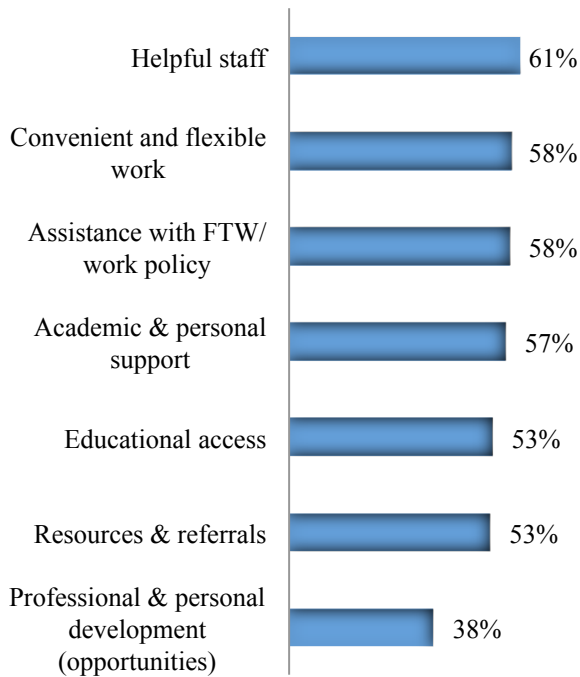 Helpful staff
61%
Convenient and flexible
work
58%
Assistance with FTW/
work policy
58%
Academic & personal
support
57%
Educational access
53%
Resources & referrals
53%
Professional & personal
development
(opportunities)
38%